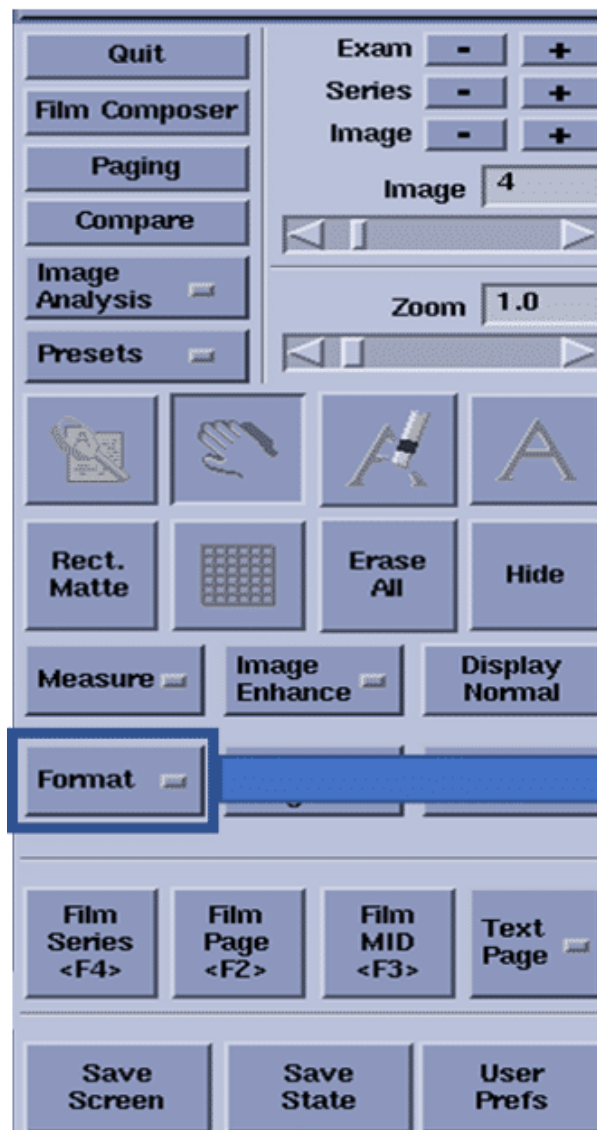 Quit
Exam - +
Film Composer
Series - +
Image - +
Paging
Image 4
Compare
Image
Analysis
Zoom 1.0
Presets
A
A
A
Rect.
Matte
Erase
All
Hide
Measure
Image
Enhance
Display
Normal
Format
Film
Series
<F4>
Film
Page
<F2>
Film
MID
<F3>
Text
Page
Save
Screen
Save
State
User
Prefs